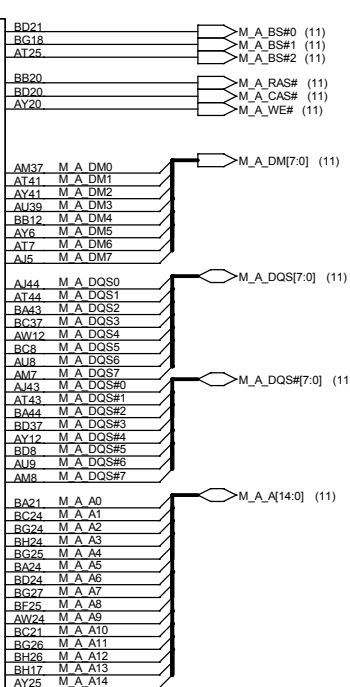 BD21 M_A_BS#0 (11)
BG18 M_A_BS#1 (11)
AT25 M_A_BS#2 (11)
BB20 M_A_RAS# (11)
BD20 M_A_CAS# (11)
AY20 M_A_WE# (11)
M_A_DM[7:0] (11)
AM37 M_A_DM0
AT41 M_A_DM1
AY41 M_A_DM2
AU39 M_A_DM3
BB12 M_A_DM4
AY6 M_A_DM5
AT7 M_A_DM6
AJ5 M_A_DM7
M_A_DQS[7:0] (11)
AJ44 M_A_DQS0
AT44 M_A_DQS1
BA43 M_A_DQS2
BC37 M_A_DQS3
AW12 M_A_DQS4
BC8 M_A_DQS5
AU8 M_A_DQS6
AM7 M_A_DQS7
M_A_DQS#[7:0] (11
AJ43 M_A_DQS#0
AT43 M_A_DQS#1
BA44 M_A_DQS#2
BD37 M_A_DQS#3
AY12 M_A_DQS#4
BD8 M_A_DQS#5
AU9 M_A_DQS#6
AM8 M_A_DQS#7
M_A_A[14:0] (11)
BA21 M_A_A0
BC24 M_A_A1
BG24 M_A_A2
BH24 M_A_A3
BG25 M_A_A4
BA24 M_A_A5
BD24 M_A_A6
BG27 M_A_A7
BF25 M_A_A8
AW24 M_A_A9
BC21 M_A_A10
BG26 M_A_A11
BH26 M_A_A12
BH17 M_A_A13
AY25 M_A_A14